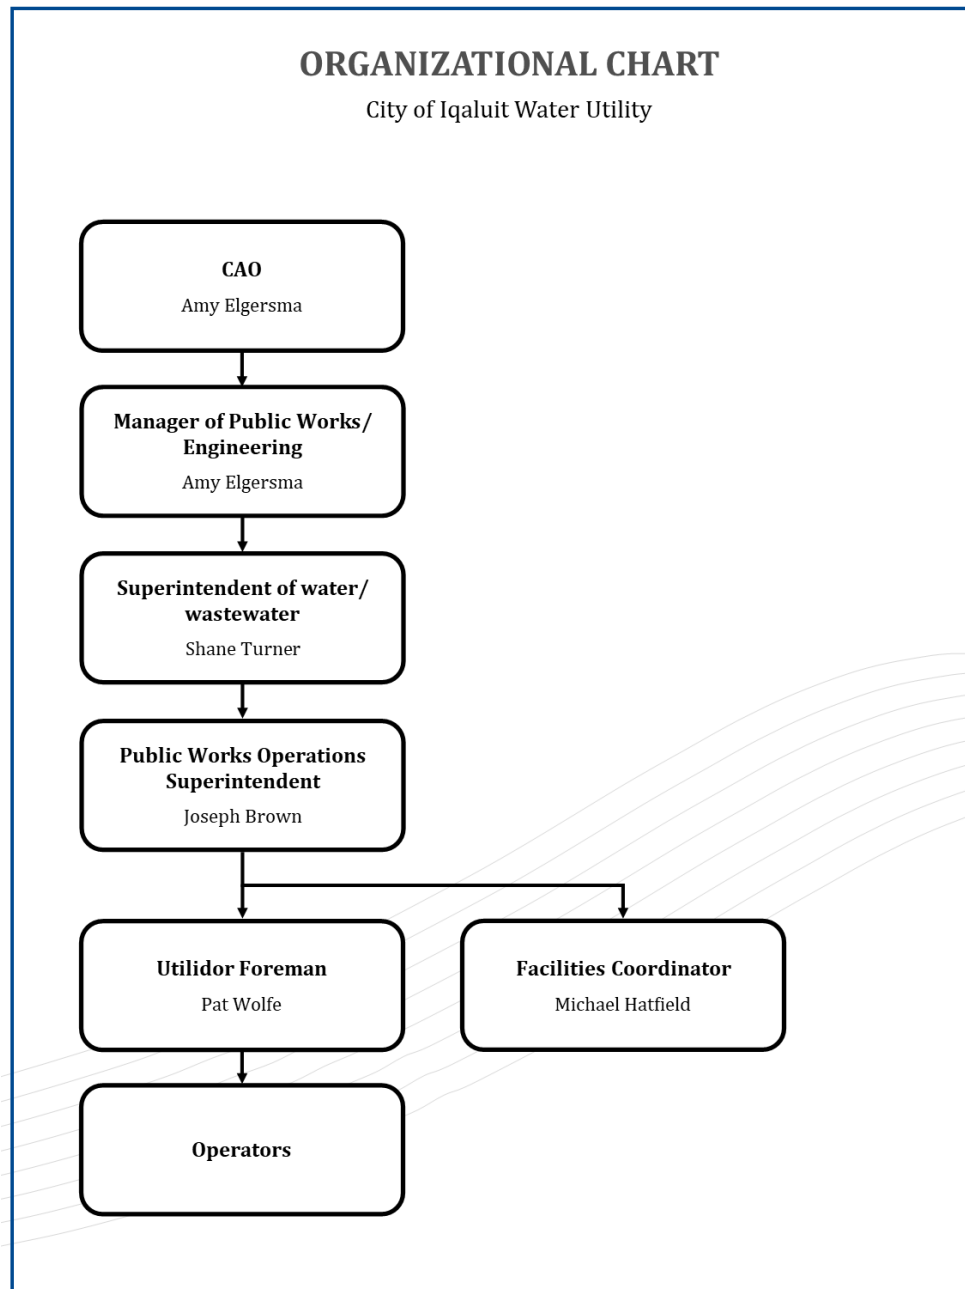 ORGANIZATIONAL CHART
City of Iqaluit Water Utility
CAO
Amy Elgersma
Manager of Public Works/
Engineering
Amy Elgersma
Superintendent of water/
wastewater
Shane Turner
Public Works Operations
Superintendent
Joseph Brown
Utilidor Foreman
Pat Wolfe
Facilities Coordinator
Michael Hatfield
Operators